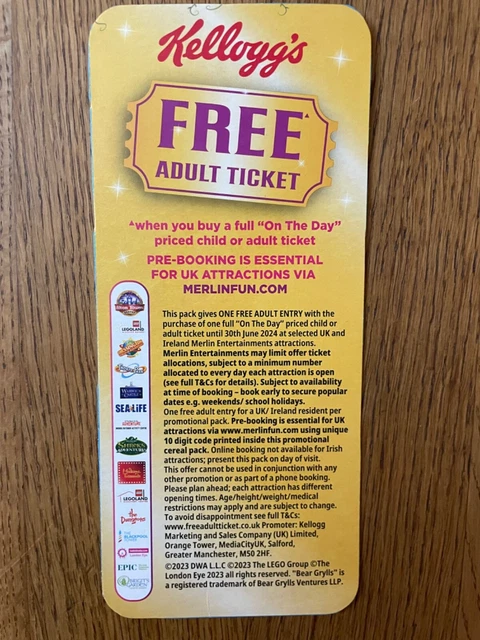 Kellogg's
FREE▲
ADULT TICKET
▲when you buy a full "On The Day"
priced child or adult ticket
PRE-BOOKING IS ESSENTIAL
FOR UK ATTRACTIONS VIA
MERLINFUN.COM
This pack gives ONE FREE ADULT ENTRY with the
purchase of one full "On The Day" priced child or
adult ticket until 30th June 2024 at selected UK and
Ireland Merlin Entertainments attractions.
Merlin Entertainments may limit offer ticket
allocations, subject to a minimum number
allocated to every day each attraction is open
(see full T&Cs for details). Subject to availability
at time of booking – book early to secure popular
dates e.g. weekends/ school holidays.
One free adult entry for a UK/ Ireland resident per
promotional pack. Pre-booking is essential for UK
attractions via www.merlinfun.com using unique
10 digit code printed inside this promotional
cereal pack. Online booking not available for Irish
attractions; present this pack on day of visit.
This offer cannot be used in conjunction with any
other promotion or as part of a phone booking.
Please plan ahead; each attraction has different
opening times. Age/height/weight/medical
restrictions may apply and are subject to change.
To avoid disappointment see full T&Cs:
www.freeadultticket.co.uk Promoter: Kellogg
Marketing and Sales Company (UK) Limited,
Orange Tower, MediaCityUK, Salford,
Greater Manchester, M50 2HF.
©2023 DWA L.L.C ©2023 The LEGO Group ©The
London Eye 2023 all rights reserved. "Bear Grylls" is
a registered trademark of Bear Grylls Ventures LLP.
LEGOLAND
SEA LIFE
LEGOLAND
the Dungeons
EPIC